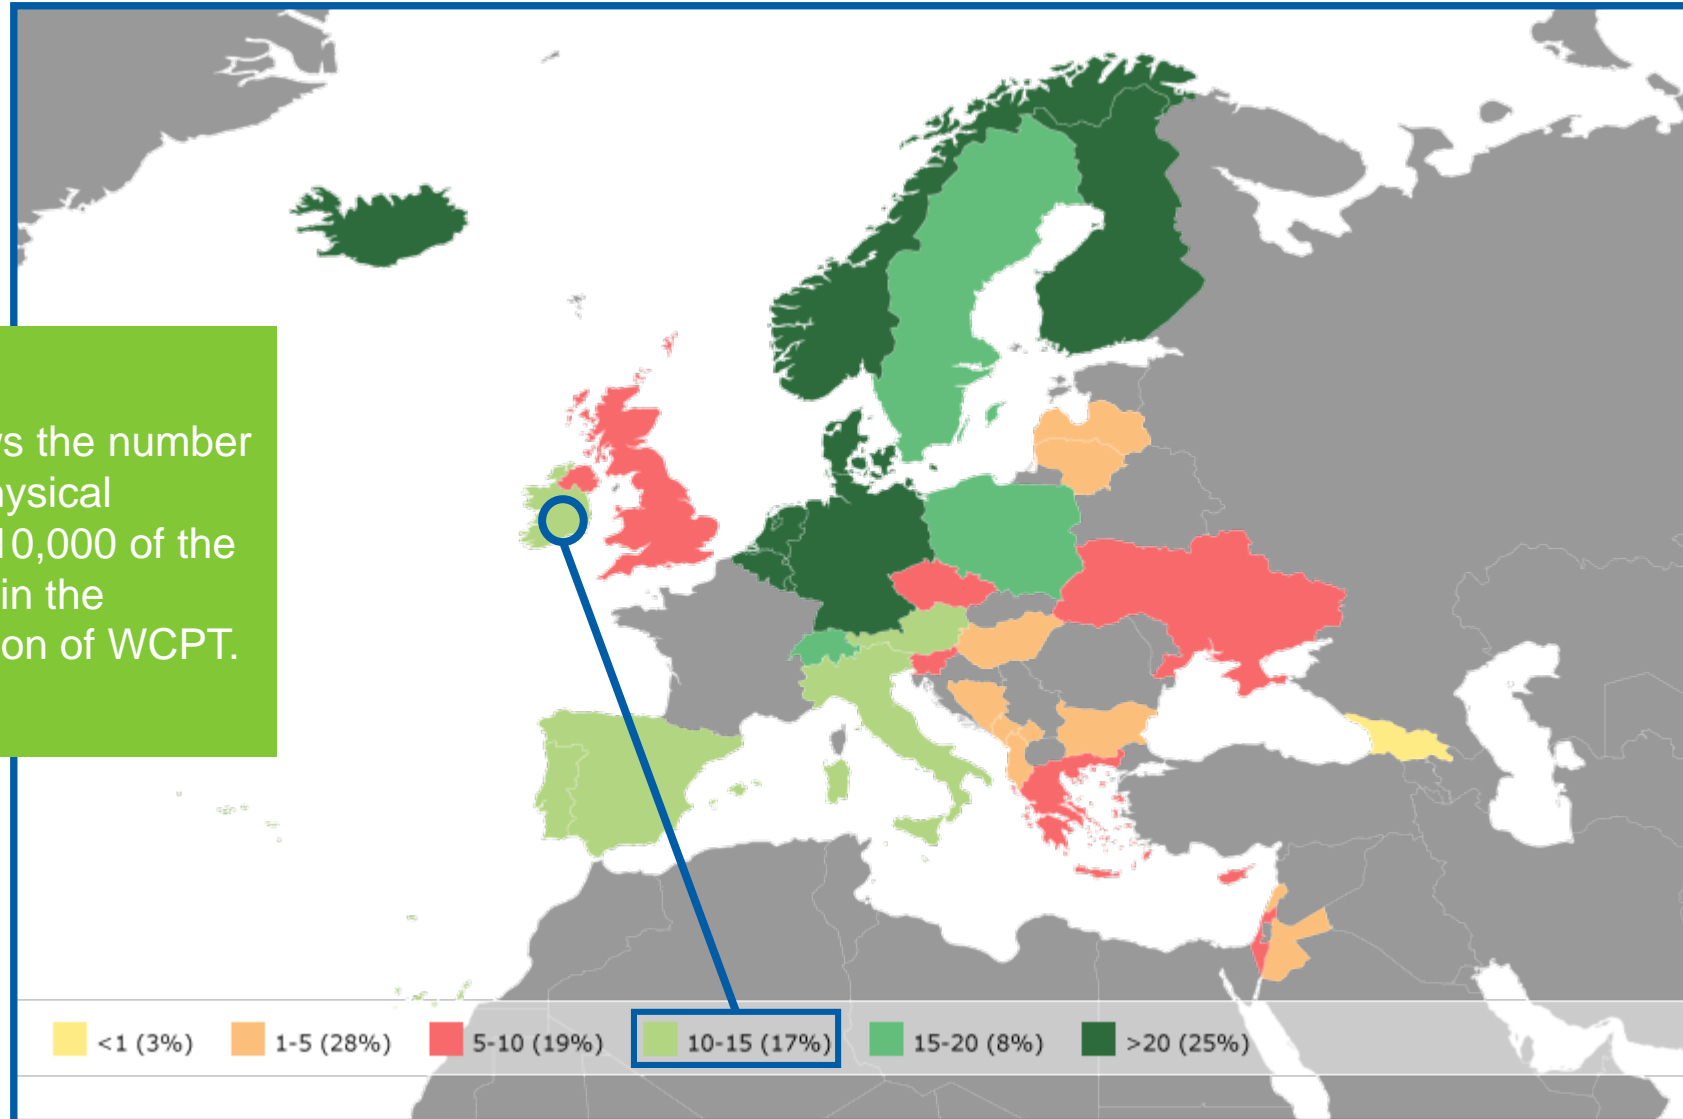 s the number
ysical
10,000 of the
in the
on of WCPT.
<1 (3%)
1-5 (28%)
5-10 (19%)
10-15 (17%)
15-20 (8%)
>20 (25%)